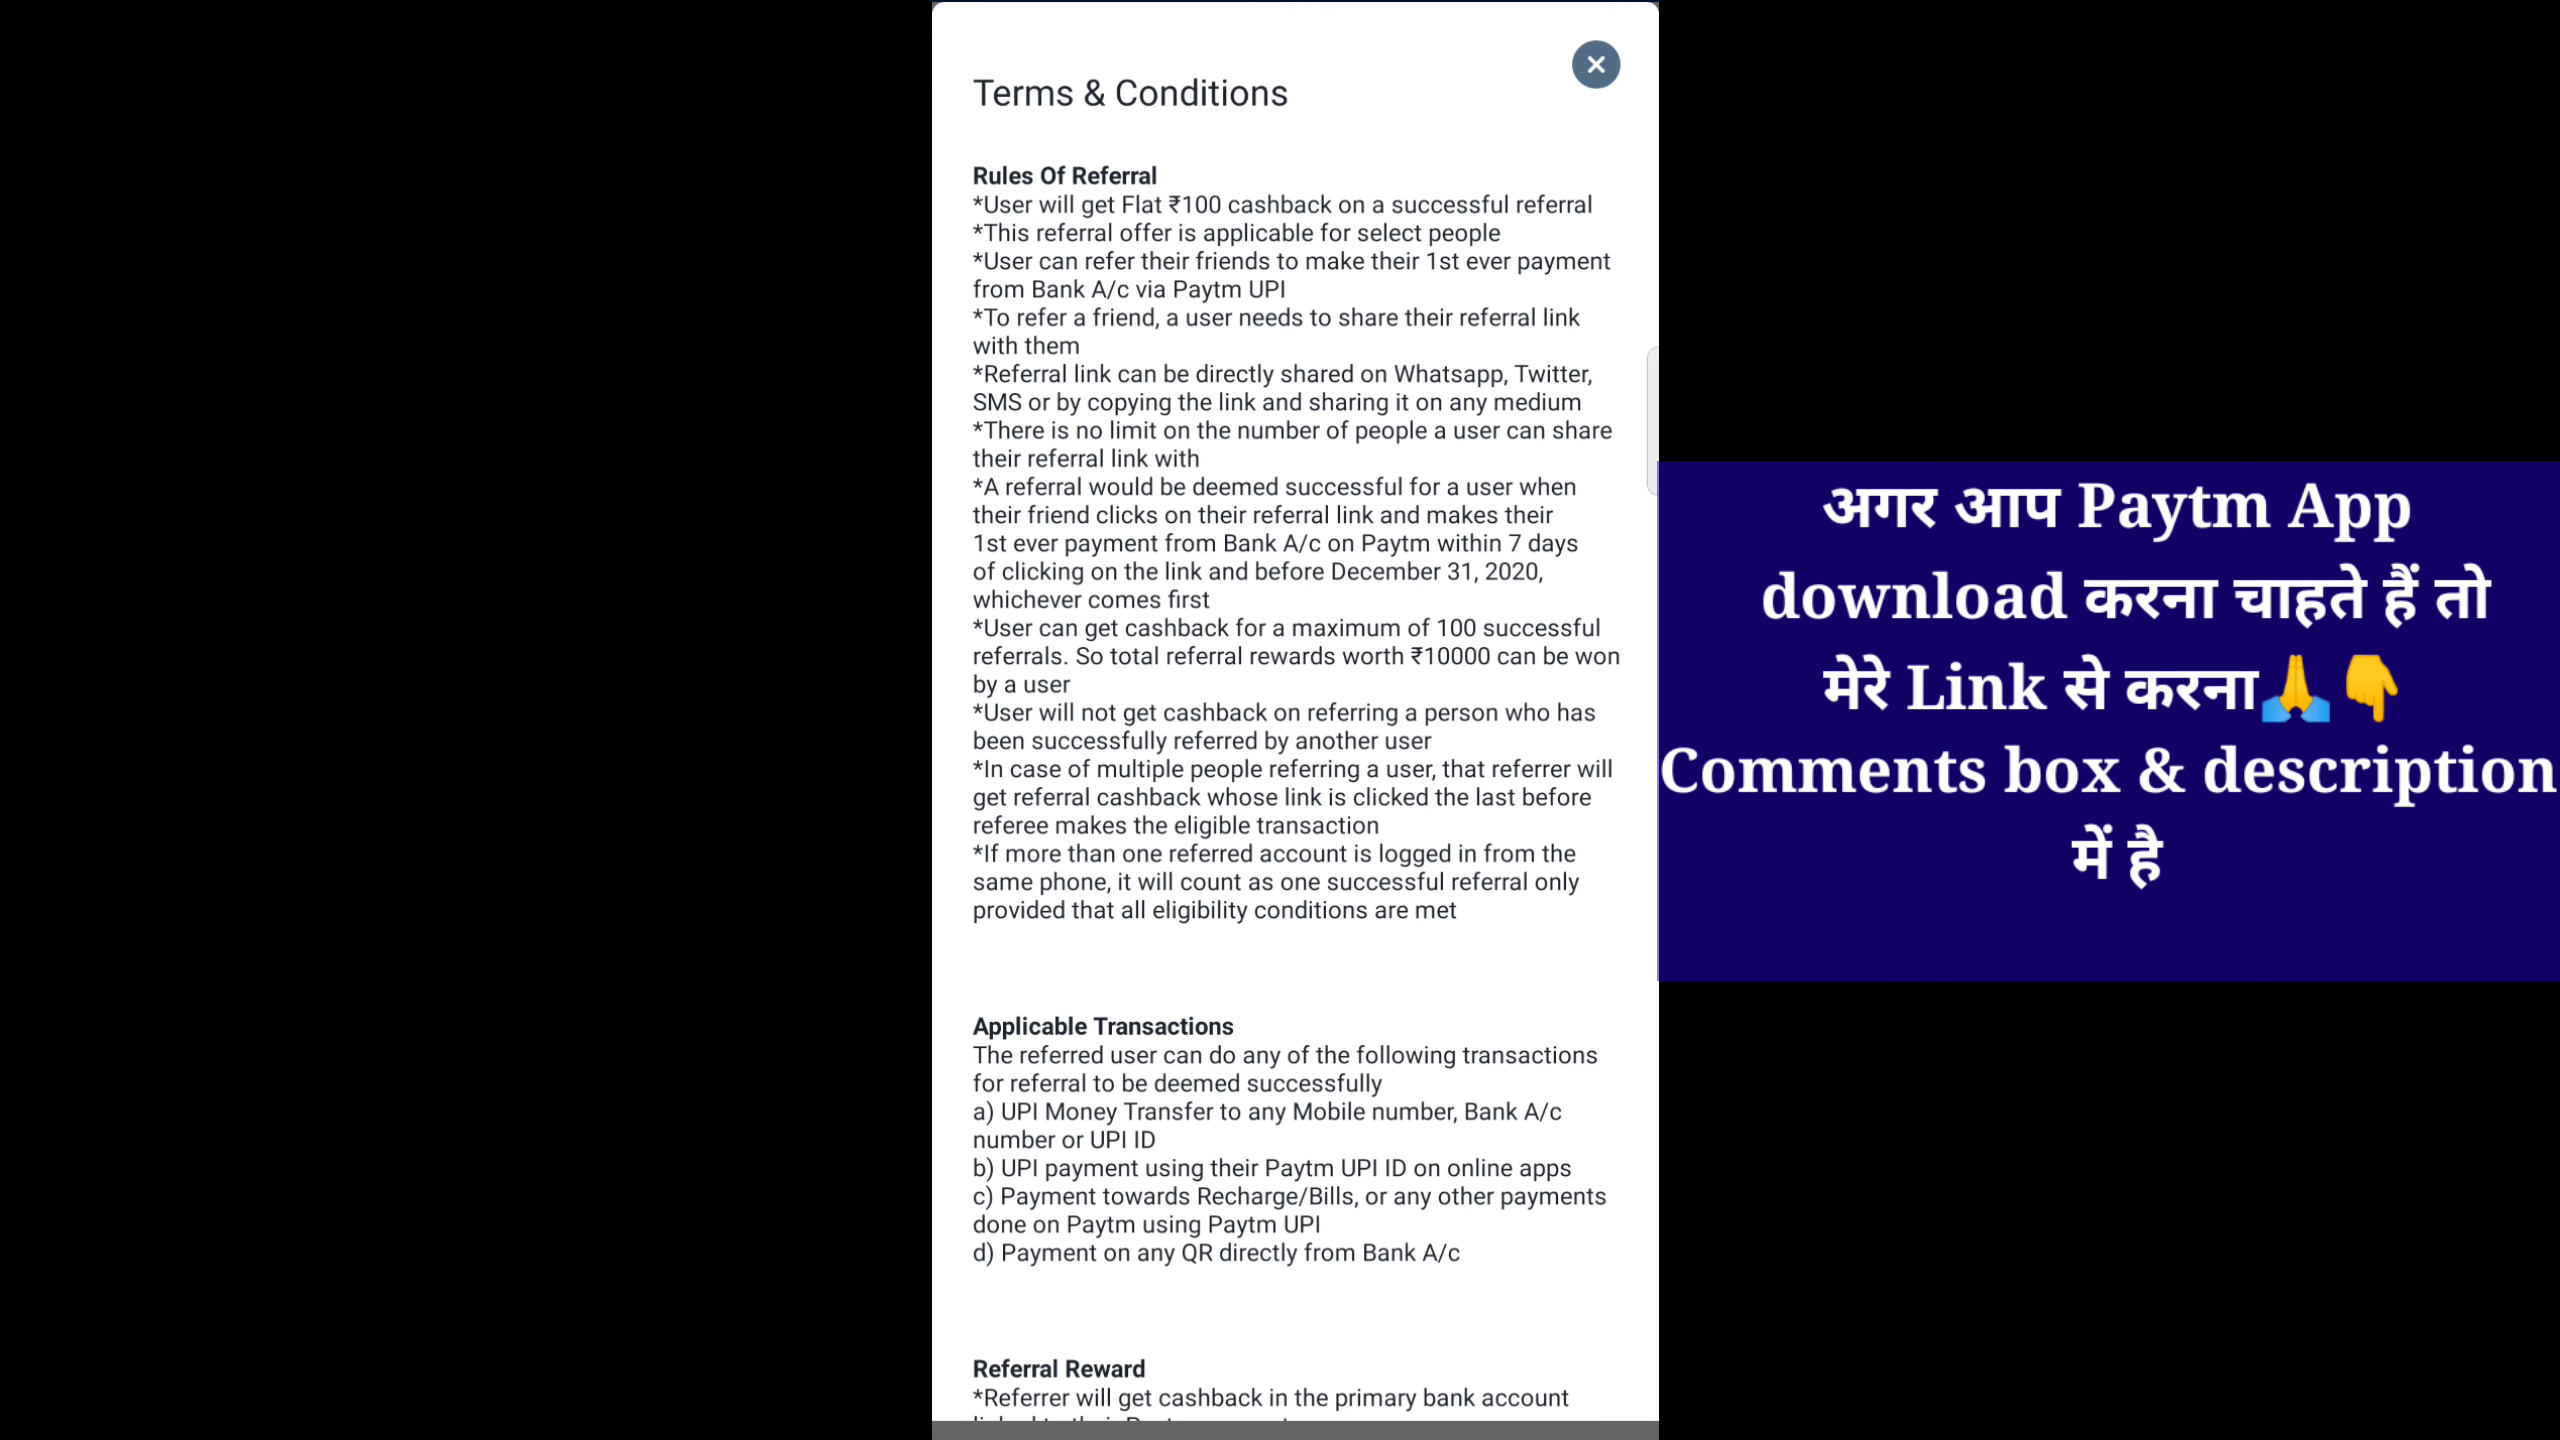 Terms & Conditions
Rules Of Referral
*User will get Flat ₹100 cashback on a successful referral
*This referral offer is applicable for select people
*User can refer their friends to make their 1st ever payment
from Bank A/c via Paytm UPI
*To refer a friend, a user needs to share their referral link
with them
*Referral link can be directly shared on Whatsapp, Twitter,
SMS or by copying the link and sharing it on any medium
*There is no limit on the number of people a user can share
their referral link with
*A referral would be deemed successful for a user when
their friend clicks on their referral link and makes their
1st ever payment from Bank A/c on Paytm within 7 days
of clicking on the link and before December 31, 2020,
whichever comes first
*User can get cashback for a maximum of 100 successful
referrals. So total referral rewards worth ₹10000 can be won
by a user
*User will not get cashback on referring a person who has
been successfully referred by another user
*In case of multiple people referring a user, that referrer will
get referral cashback whose link is clicked the last before
referee makes the eligible transaction
*If more than one referred account is logged in from the
same phone, it will count as one successful referral only
provided that all eligibility conditions are met
Applicable Transactions
The referred user can do any of the following transactions
for referral to be deemed successfully
a) UPI Money Transfer to any Mobile number, Bank A/c
number or UPI ID
b) UPI payment using their Paytm UPI ID on online apps
c) Payment towards Recharge/Bills, or any other payments
done on Paytm using Paytm UPI
d) Payment on any QR directly from Bank A/c
Referral Reward
*Referrer will get cashback in the primary bank account
अगर आप Paytm App
download करना चाहते हैं तो
मेरे Link से करना🙏👇
Comments box & description
में है